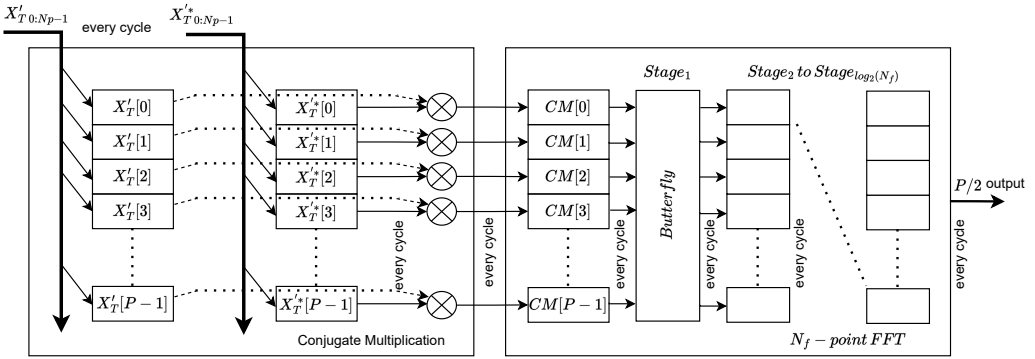 X′_{T 0:Np−1}
every cycle
X′*_{T 0:Np−1}
Stage₁
Stage₂ to Stage_{log₂(N_f)}
X′_T[0]
X′*_T[0]
CM[0]
X′_T[1]
X′*_T[1]
CM[1]
X′_T[2]
X′*_T[2]
CM[2]
X′_T[3]
X′*_T[3]
CM[3]
Butterfly
P/2 output
every cycle
every cycle
every cycle
every cycle
every cycle
every cycle
X′_T[P−1]
X′*_T[P−1]
CM[P−1]
Conjugate Multiplication
N_f − point FFT